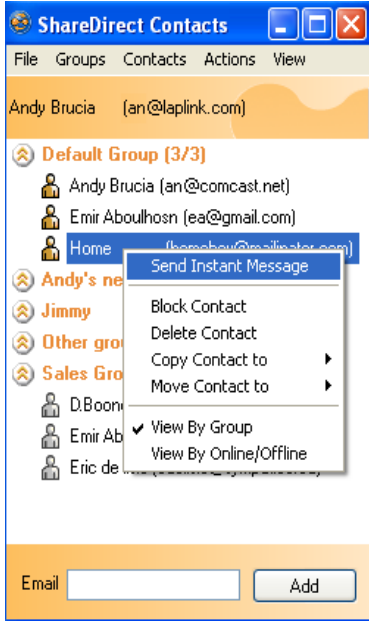 ShareDirect Contacts
File Groups Contacts Actions View
Andy Brucia (an@laplink.com)
Default Group (3/3)
Andy Brucia (an@comcast.net)
Emir Aboulhosn (ea@gmail.com)
Home
Send Instant Message
Andy's ne
Block Contact
Jimmy
Delete Contact
Other gro
Copy Contact to
Sales Gro
Move Contact to
D.Boon
View By Group
Emir Ab
View By Online/Offline
Eric de
Email
Add